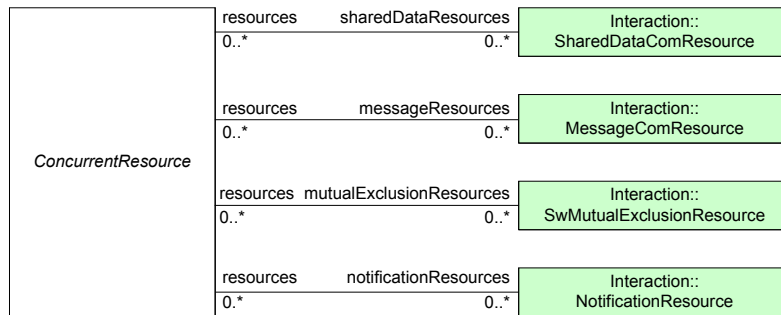 resources sharedDataResources
0..* 0..*
Interaction::
SharedDataComResource
resources messageResources
0..* 0..*
Interaction::
MessageComResource
ConcurrentResource
resources mutualExclusionResources
0..* 0..*
Interaction::
SwMutualExclusionResource
resources notificationResources
0.* 0..*
Interaction::
NotificationResource